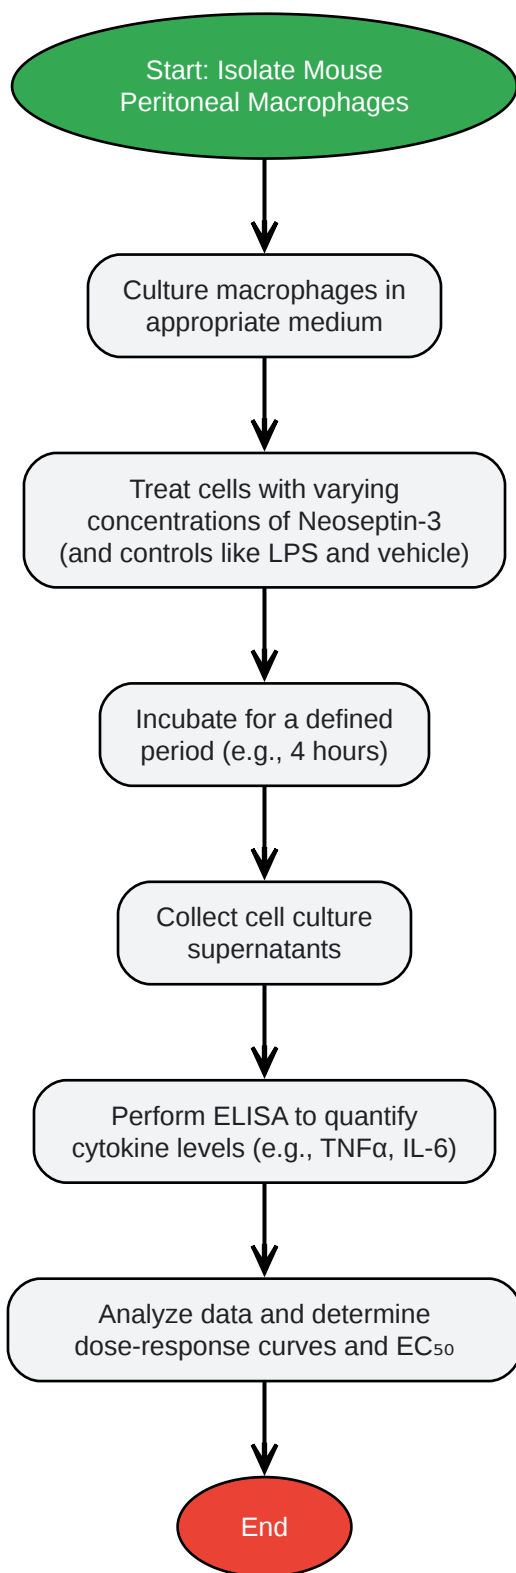 Start: Isolate Mouse
Peritoneal Macrophages
Culture macrophages in
appropriate medium
Treat cells with varying
concentrations of Neoseptin-3
(and controls like LPS and vehicle)
Incubate for a defined
period (e.g., 4 hours)
Collect cell culture
supernatants
Perform ELISA to quantify
cytokine levels (e.g., TNFα, IL-6)
Analyze data and determine
dose-response curves and EC₅₀
End